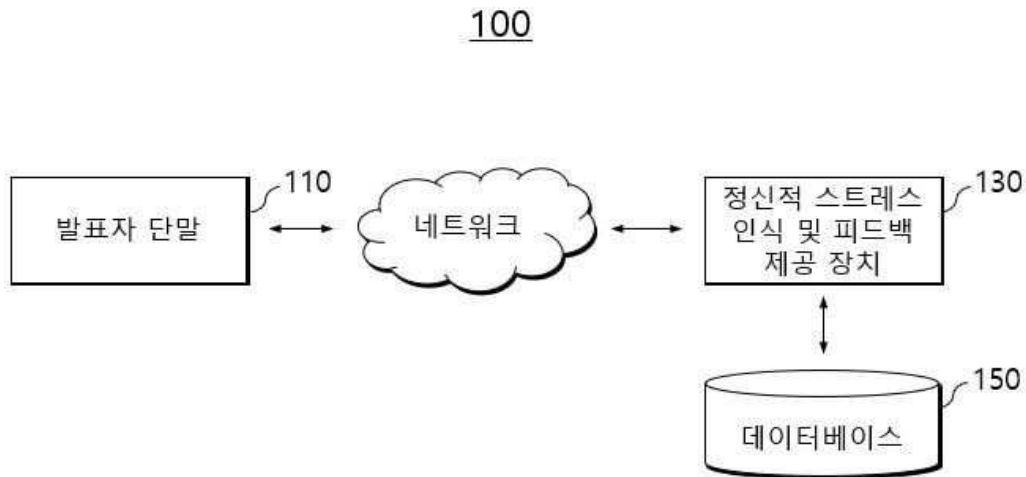 100
110
발표자 단말
네트워크
130
정신적 스트레스
인식 및 피드백
제공 장치
150
데이터베이스